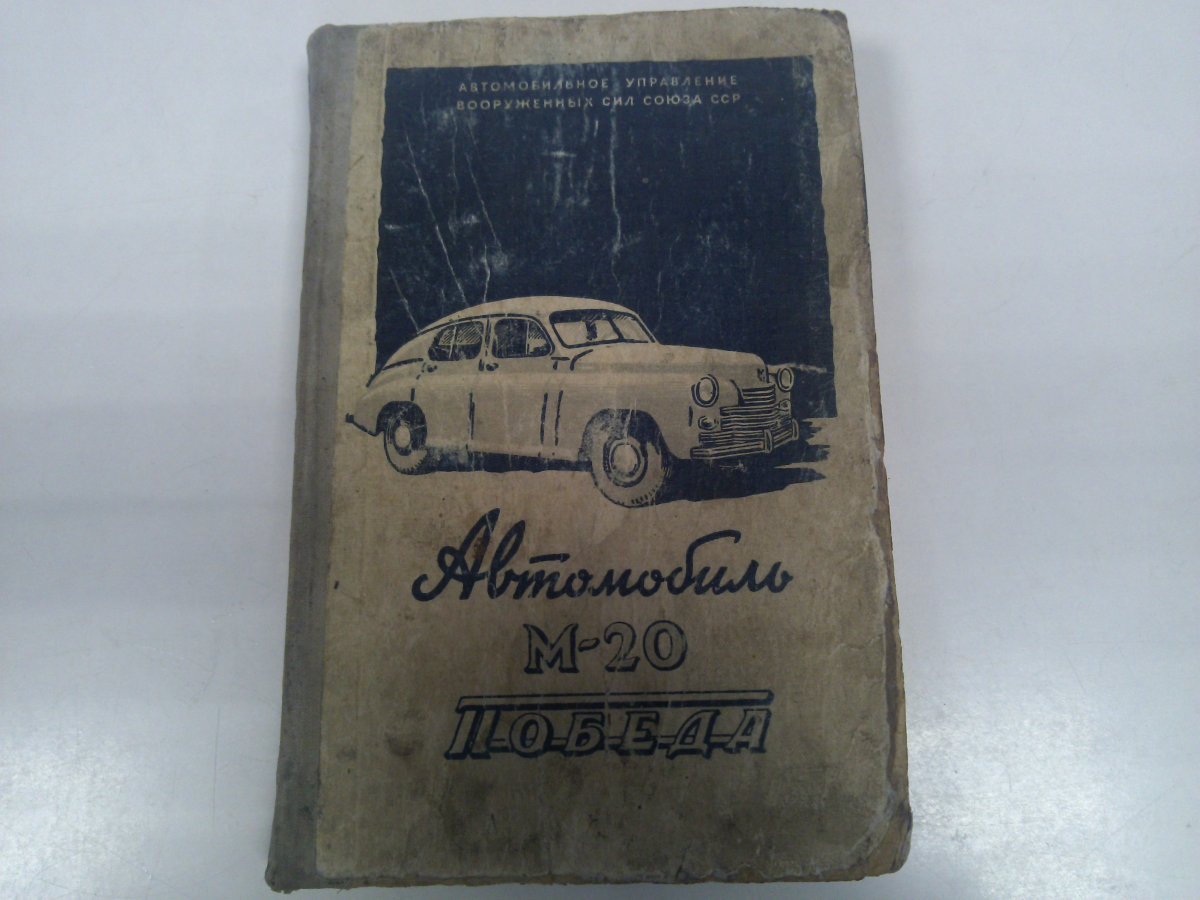 АВТОМОБИЛЬНОЕ УПРАВЛЕНИЕ
ВООРУЖЕННЫХ СИЛ СОЮЗА ССР
М
Автомобиль
М-20
ПОБЕДА